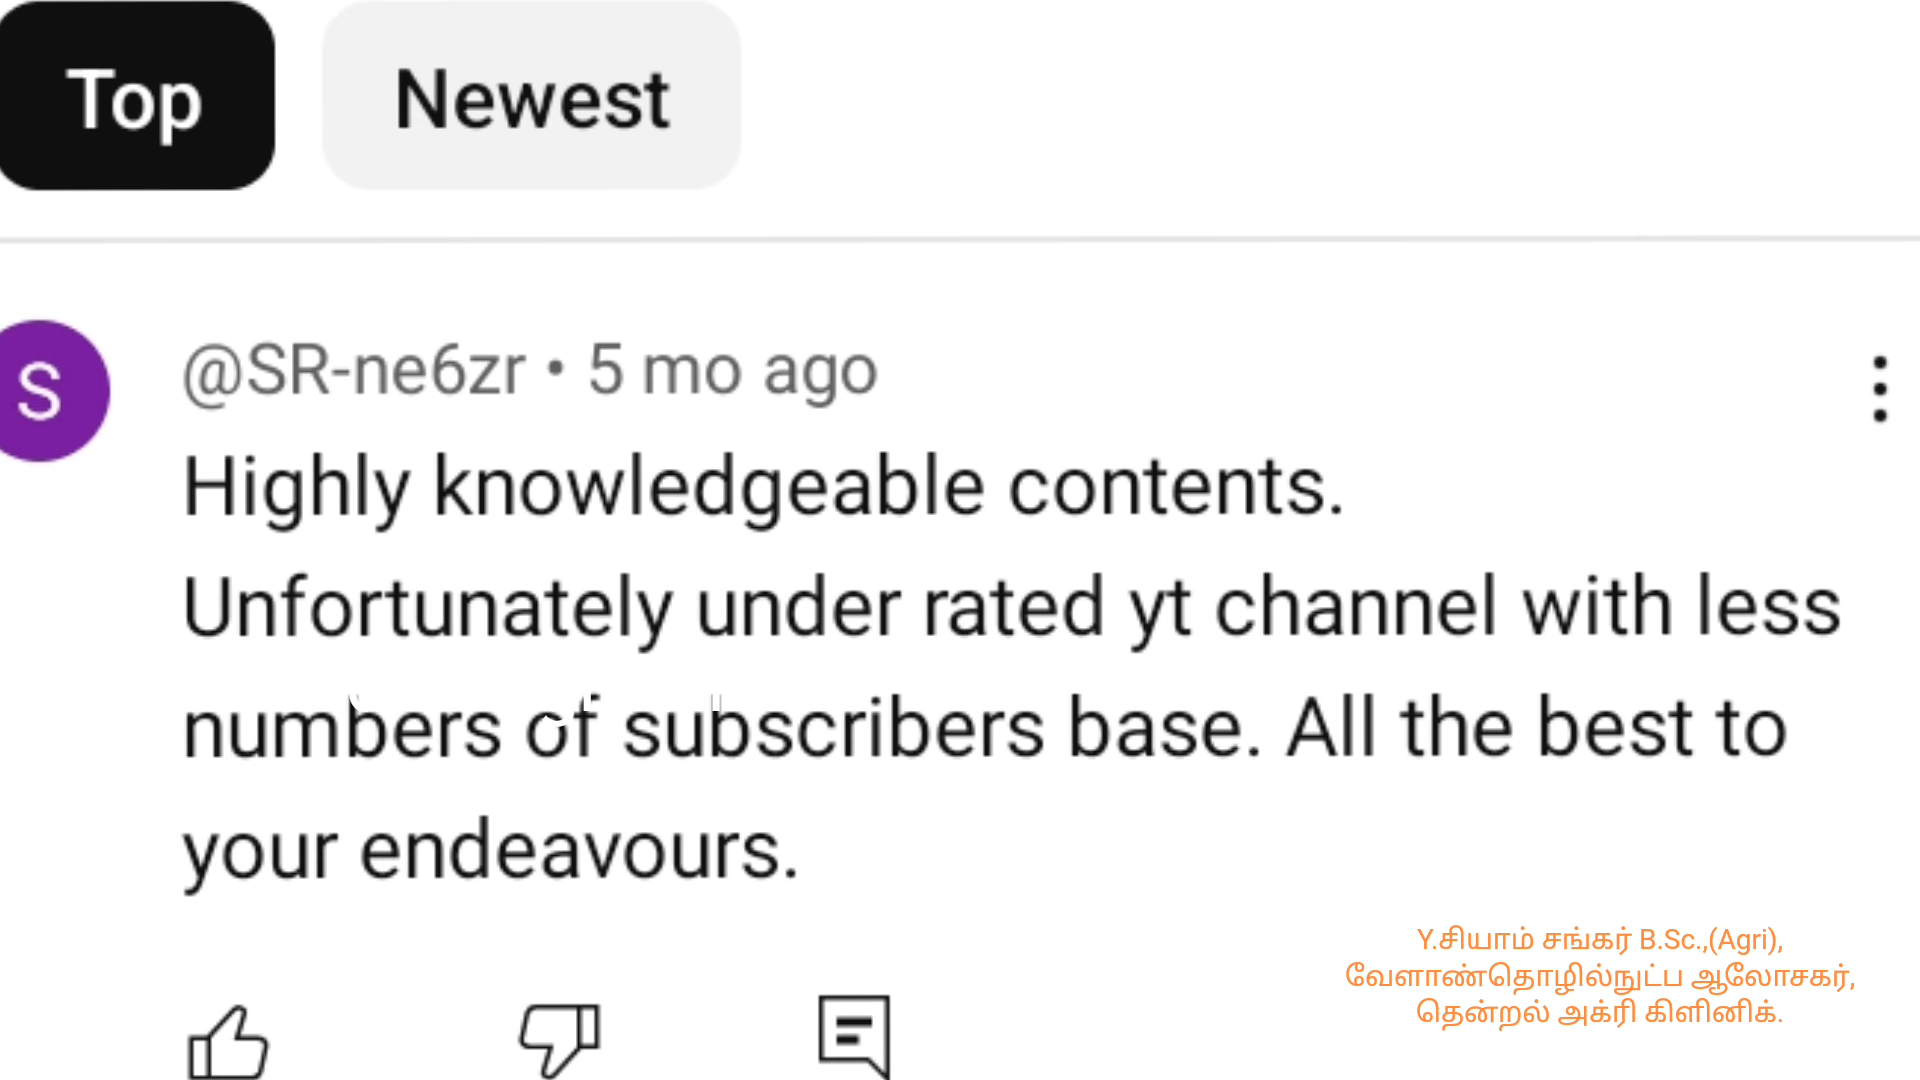 Top
Newest
S
@SR-ne6zr • 5 mo ago
Highly knowledgeable contents.
Unfortunately under rated yt channel with less
numbers of subscribers base. All the best to
your endeavours.
Y.சியாம் சங்கர் B.Sc.,(Agri),
வேளாண்தொழில்நுட்ப ஆலோசகர்,
தென்றல் அக்ரி கிளினிக்.